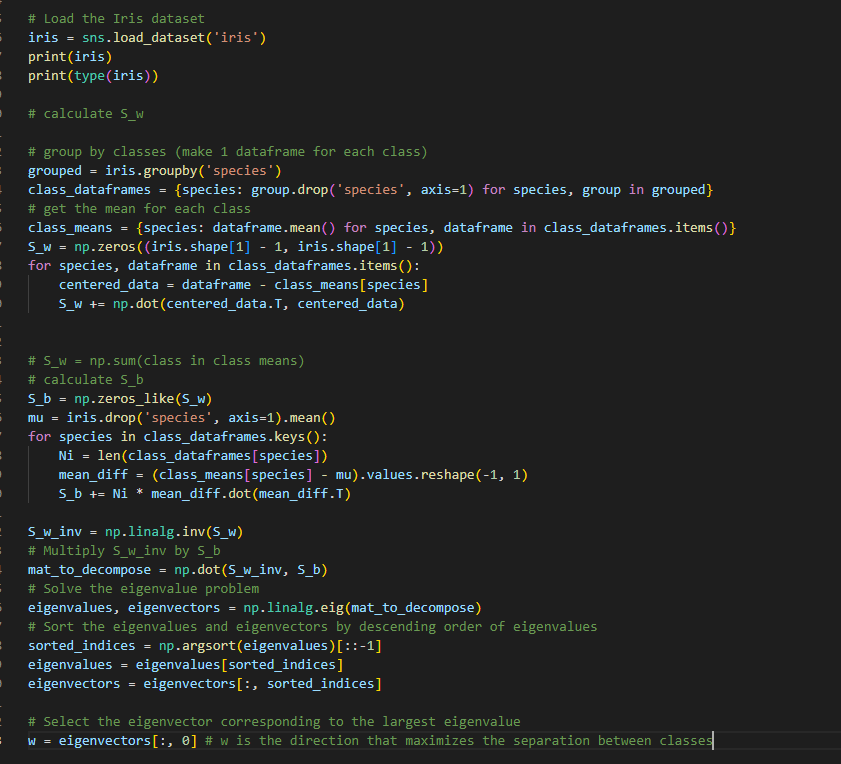 # Load the Iris dataset
iris = sns.load_dataset('iris')
print(iris)
print(type(iris))
# calculate S_w
# group by classes (make 1 dataframe for each class)
grouped = iris.groupby('species')
class_dataframes = {species: group.drop('species', axis=1) for species, group in grouped}
# get the mean for each class
class_means = {species: dataframe.mean() for species, dataframe in class_dataframes.items()}
S_w = np.zeros((iris.shape[1] - 1, iris.shape[1] - 1))
for species, dataframe in class_dataframes.items():
    centered_data = dataframe - class_means[species]
    S_w += np.dot(centered_data.T, centered_data)
# S_w = np.sum(class in class means)
# calculate S_b
S_b = np.zeros_like(S_w)
mu = iris.drop('species', axis=1).mean()
for species in class_dataframes.keys():
    Ni = len(class_dataframes[species])
    mean_diff = (class_means[species] - mu).values.reshape(-1, 1)
    S_b += Ni * mean_diff.dot(mean_diff.T)
S_w_inv = np.linalg.inv(S_w)
# Multiply S_w_inv by S_b
mat_to_decompose = np.dot(S_w_inv, S_b)
# Solve the eigenvalue problem
eigenvalues, eigenvectors = np.linalg.eig(mat_to_decompose)
# Sort the eigenvalues and eigenvectors by descending order of eigenvalues
sorted_indices = np.argsort(eigenvalues)[::-1]
eigenvalues = eigenvalues[sorted_indices]
eigenvectors = eigenvectors[:, sorted_indices]
# Select the eigenvector corresponding to the largest eigenvalue
w = eigenvectors[:, 0] # w is the direction that maximizes the separation between classes